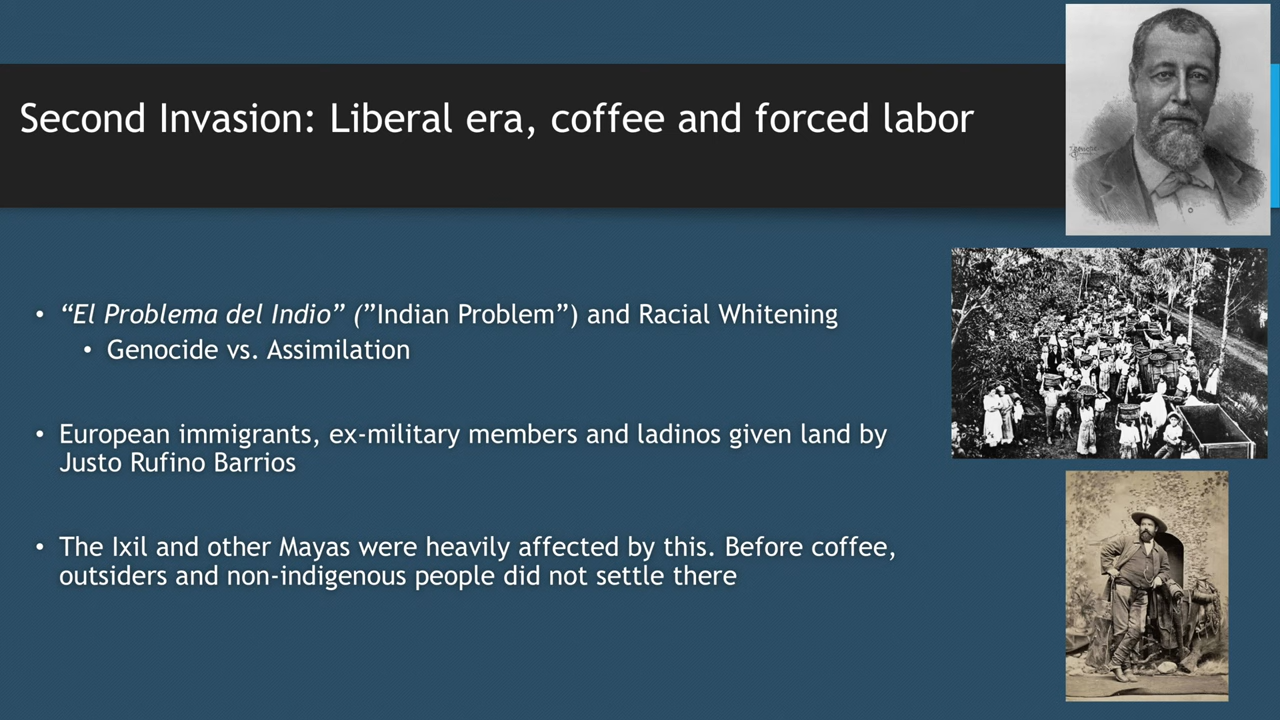 Second Invasion: Liberal era, coffee and forced labor
• “El Problema del Indio” (”Indian Problem”) and Racial Whitening
• Genocide vs. Assimilation
• European immigrants, ex-military members and ladinos given land by
Justo Rufino Barrios
• The Ixil and other Mayas were heavily affected by this. Before coffee,
outsiders and non-indigenous people did not settle there